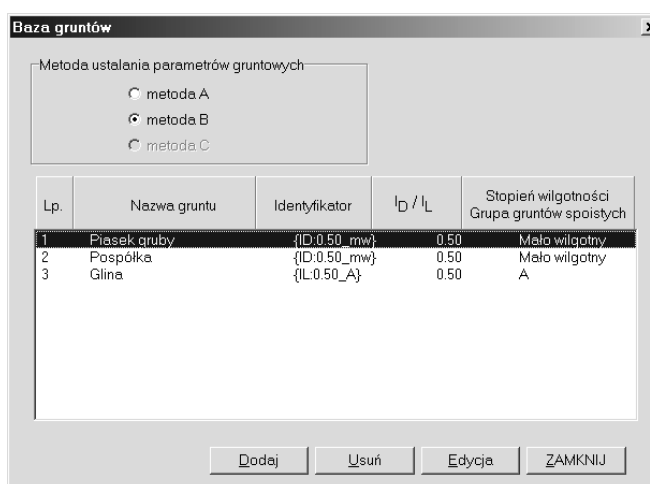 Baza gruntów
Metoda ustalania parametrów gruntowych
metoda A
metoda B
metoda C
Lp. Nazwa gruntu Identyfikator ID / IL Stopień wilgotności
Grupa gruntów spoistych
1 Piasek gruby {ID:0.50_mw} 0.50 Mało wilgotny
2 Pospółka {ID:0.50_mw} 0.50 Mało wilgotny
3 Glina {IL:0.50_A} 0.50 A
Dodaj Usuń Edycja ZAMKNIJ